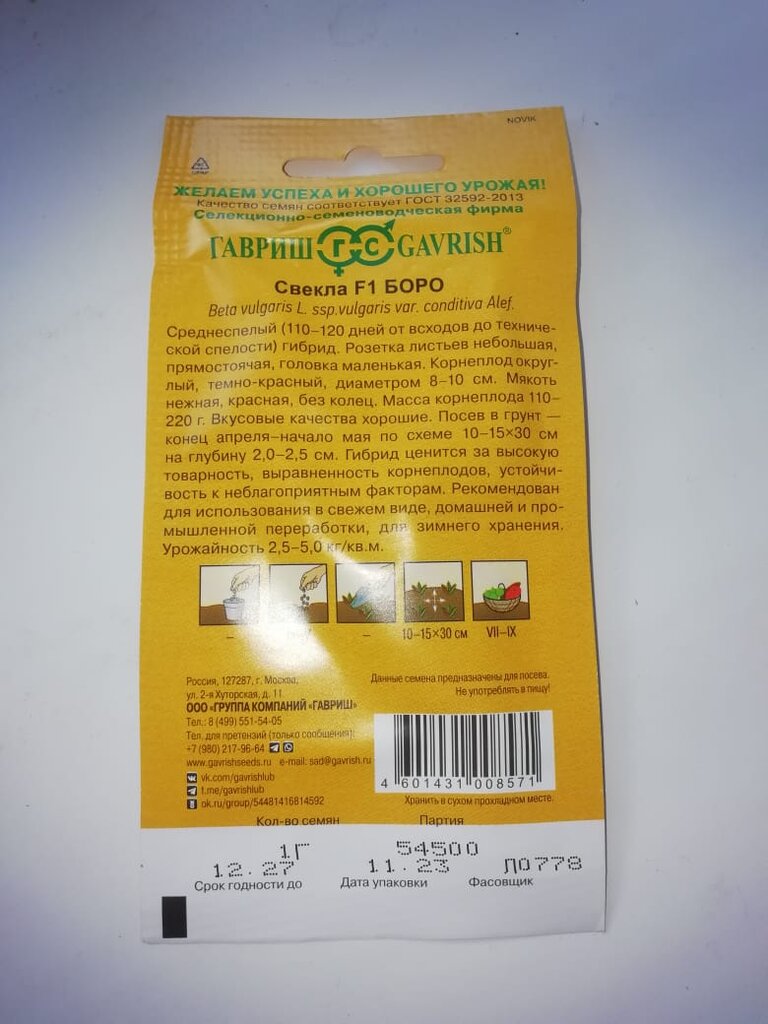 NOVIK
ЖЕЛАЕМ УСПЕХА И ХОРОШЕГО УРОЖАЯ!
Качество семян соответствует ГОСТ 32592-2013
Селекционно-семеноводческая фирма
ГАВРИШ ГС GAVRISH®
Свекла F1 БОРО
Beta vulgaris L. ssp.vulgaris var. conditiva Alef.
Среднеспелый (110–120 дней от всходов до техниче-
ской спелости) гибрид. Розетка листьев небольшая,
прямостоячая, головка маленькая. Корнеплод округ-
лый, темно-красный, диаметром 8–10 см. Мякоть
нежная, красная, без колец. Масса корнеплода 110–
220 г. Вкусовые качества хорошие. Посев в грунт —
конец апреля–начало мая по схеме 10–15×30 см
на глубину 2,0–2,5 см. Гибрид ценится за высокую
товарность, выравненность корнеплодов, устойчи-
вость к неблагоприятным факторам. Рекомендован
для использования в свежем виде, домашней и про-
мышленной переработки, для зимнего хранения.
Урожайность 2,5–5,0 кг/кв.м.
– – 10–15×30 см VII–IX
Россия, 127287, г. Москва,
ул. 2-я Хуторская, д. 11
ООО «ГРУППА КОМПАНИЙ «ГАВРИШ»
Тел.: 8 (499) 551-54-05
Тел. для претензий (только сообщения):
+7 (980) 217-96-64
www.gavrishseeds.ru e-mail: sad@gavrish.ru
vk.com/gavrishlub
t.me/gavrishlub
ok.ru/group/54481416814592
Данные семена предназначены для посева.
Не употреблять в пищу!
4 601431 008571
Хранить в сухом прохладном месте.
Кол-во семян Партия
1Г 54500
12.27 11.23 Л0778
Срок годности до Дата упаковки Фасовщик